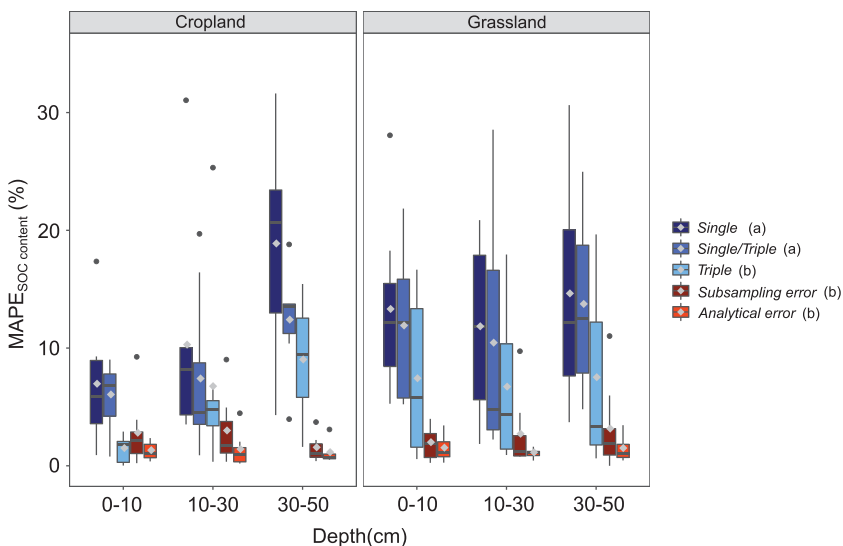 Cropland
Grassland
MAPE SOC content (%)
30
20
10
0
0-10
10-30
30-50
0-10
10-30
30-50
Depth(cm)
Single (a)
Single/Triple (a)
Triple (b)
Subsampling error (b)
Analytical error (b)